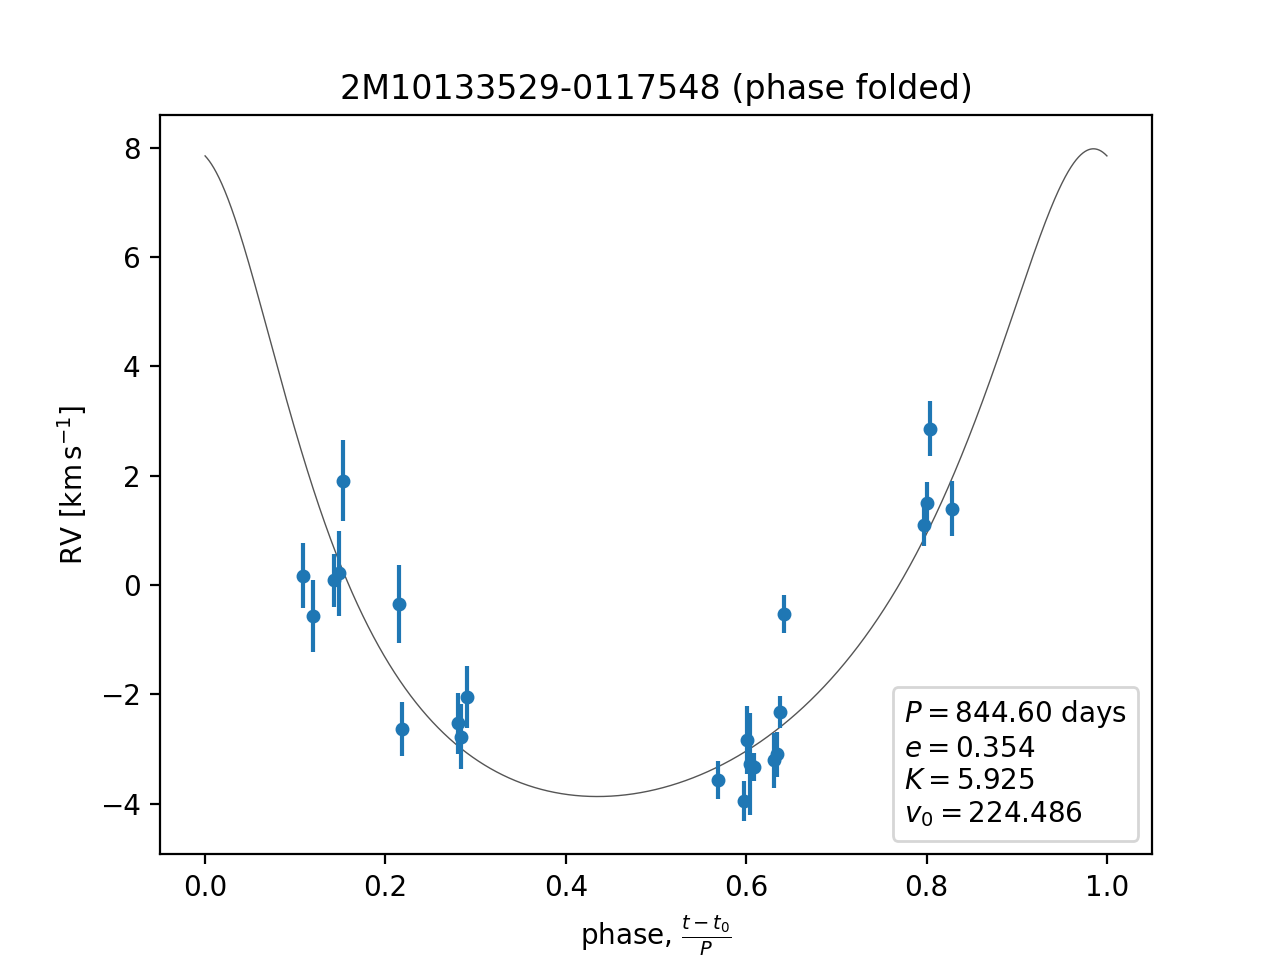 2M10133529-0117548 (phase folded)
RV [km s⁻¹]
8
6
4
2
0
−2
−4
P = 844.60 days
e = 0.354
K = 5.925
v₀ = 224.486
0.0 0.2 0.4 0.6 0.8 1.0
phase, (t − t₀)/P